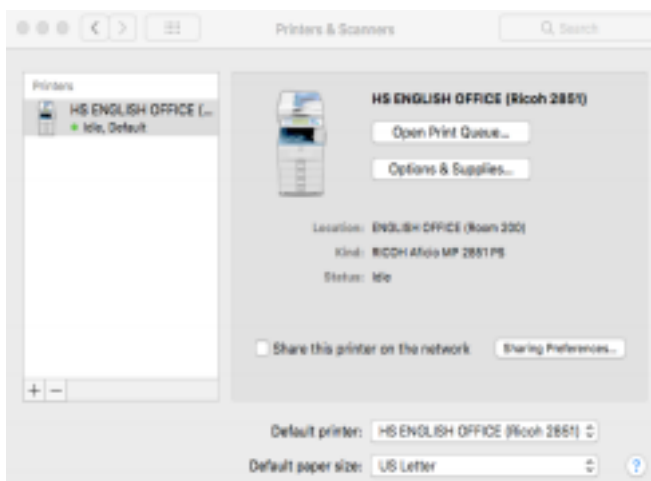 Printers & Scanners
Search
Printers
HS ENGLISH OFFICE (...
Idle, Default
HS ENGLISH OFFICE (Ricoh 2851)
Open Print Queue...
Options & Supplies...
Location: ENGLISH OFFICE (Room 200)
Kind: RICOH Aficio MP 2851 PS
Status: Idle
Share this printer on the network
Sharing Preferences...
+ −
Default printer: HS ENGLISH OFFICE (Ricoh 2851)
Default paper size: US Letter
?